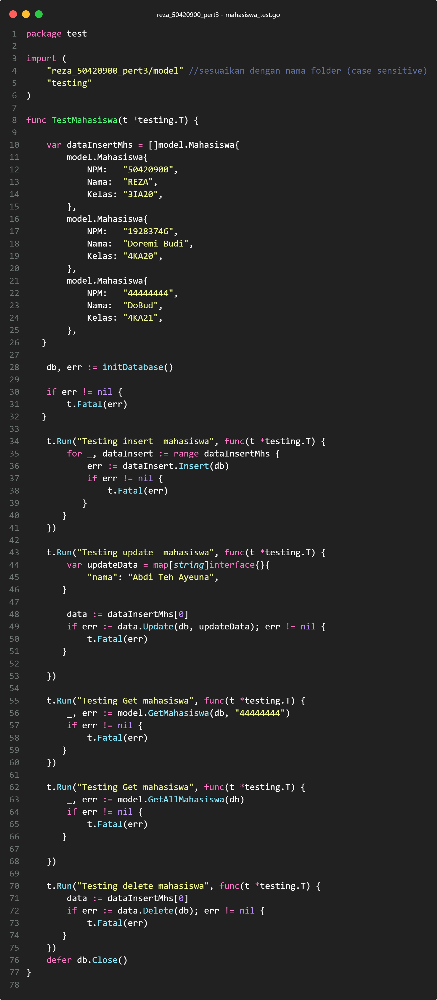 reza_50420900_pert3 - mahasiswa_test.go
1 package test
2
3 import (
4     "reza_50420900_pert3/model" //sesuaikan dengan nama folder (case sensitive)
5     "testing"
6 )
7
8 func TestMahasiswa(t *testing.T) {
9
10     var dataInsertMhs = []model.Mahasiswa{
11         model.Mahasiswa{
12             NPM:   "50420900",
13             Nama:  "REZA",
14             Kelas: "3IA20",
15         },
16         model.Mahasiswa{
17             NPM:   "19283746",
18             Nama:  "Doremi Budi",
19             Kelas: "4KA20",
20         },
21         model.Mahasiswa{
22             NPM:   "44444444",
23             Nama:  "DoBud",
24             Kelas: "4KA21",
25         },
26    }
27
28     db, err := initDatabase()
29
30     if err != nil {
31         t.Fatal(err)
32    }
33
34     t.Run("Testing insert  mahasiswa", func(t *testing.T) {
35         for _, dataInsert := range dataInsertMhs {
36             err := dataInsert.Insert(db)
37             if err != nil {
38                 t.Fatal(err)
39            }
40        }
41     })
42
43     t.Run("Testing update  mahasiswa", func(t *testing.T) {
44         var updateData = map[string]interface{}{
45             "nama": "Abdi Teh Ayeuna",
46        }
47
48         data := dataInsertMhs[0]
49         if err := data.Update(db, updateData); err != nil {
50             t.Fatal(err)
51        }
52
53     })
54
55     t.Run("Testing Get mahasiswa", func(t *testing.T) {
56         _, err := model.GetMahasiswa(db, "44444444")
57         if err != nil {
58             t.Fatal(err)
59        }
60     })
61
62     t.Run("Testing Get mahasiswa", func(t *testing.T) {
63         _, err := model.GetAllMahasiswa(db)
64         if err != nil {
65             t.Fatal(err)
66        }
67
68     })
69
70     t.Run("Testing delete mahasiswa", func(t *testing.T) {
71         data := dataInsertMhs[0]
72         if err := data.Delete(db); err != nil {
73             t.Fatal(err)
74        }
75     })
76     defer db.Close()
77 }
78